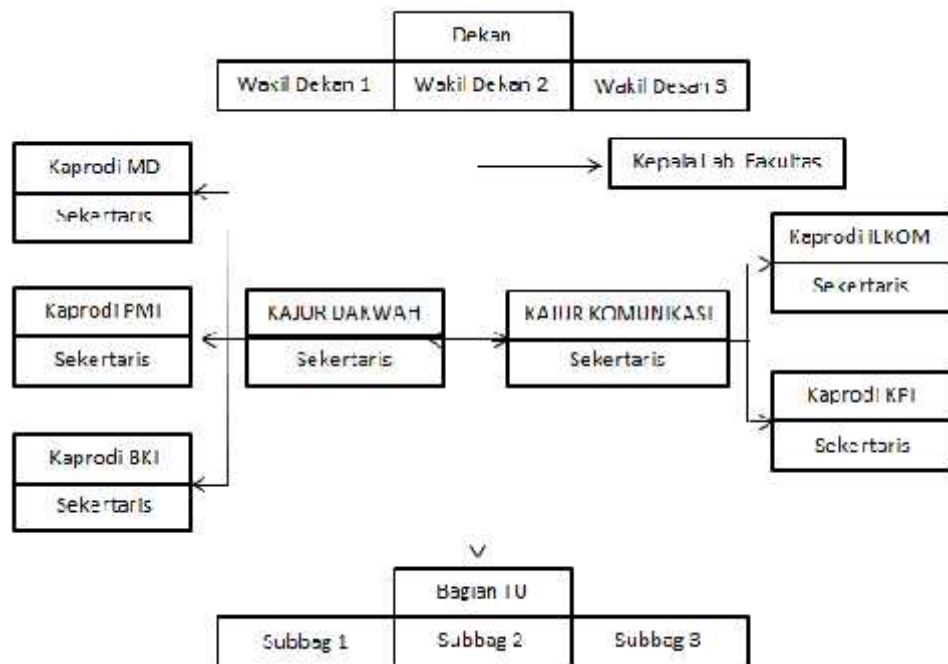 Dekan
Wakil Dekan 1
Wakil Dekan 2
Wakil Desan 3
Kaprodi MD
Sekertaris
Kepala Lab Fakultas
Kaprodi ILKOM
Sekertaris
Kaprodi PMI
Sekertaris
KAJUR DAKWAH
Sekertaris
KAJUR KOMUNIKASI
Sekertaris
Kaprodi KPI
Sekertaris
Kaprodi BKI
Sekertaris
Bagian TU
Subbag 1
Subbag 2
Subbag 3